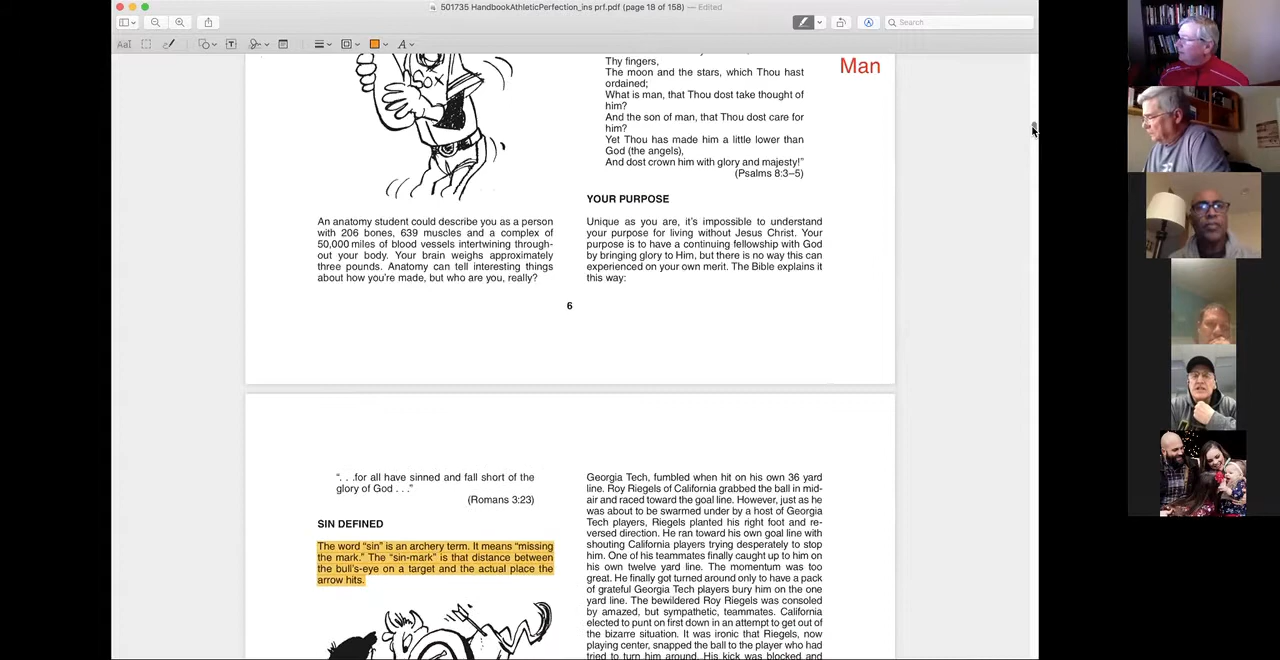 501735 HandbookAthleticPerfection_ins prf.pdf (page 18 of 158) — Edited
Search
Thy fingers,
The moon and the stars, which Thou hast
ordained;
What is man, that Thou dost take thought of
him?
And the son of man, that Thou dost care for
him?
Yet Thou has made him a little lower than
God (the angels),
And dost crown him with glory and majesty!”
(Psalms 8:3–5)
Man
An anatomy student could describe you as a person
with 206 bones, 639 muscles and a complex of
50,000 miles of blood vessels intertwining through-
out your body. Your brain weighs approximately
three pounds. Anatomy can tell interesting things
about how you’re made, but who are you, really?
YOUR PURPOSE
Unique as you are, it’s impossible to understand
your purpose for living without Jesus Christ. Your
purpose is to have a continuing fellowship with God
by bringing glory to Him, but there is no way this can
experienced on your own merit. The Bible explains it
this way:
6
“. . .for all have sinned and fall short of the
glory of God . . .”
(Romans 3:23)
SIN DEFINED
The word “sin” is an archery term. It means “missing
the mark.” The “sin-mark” is that distance between
the bull’s-eye on a target and the actual place the
arrow hits.
Georgia Tech, fumbled when hit on his own 36 yard
line. Roy Riegels of California grabbed the ball in mid-
air and raced toward the goal line. However, just as he
was about to be swarmed under by a host of Georgia
Tech players, Riegels planted his right foot and re-
versed direction. He ran toward his own goal line with
shouting California players trying desperately to stop
him. One of his teammates finally caught up to him on
his own twelve yard line. The momentum was too
great. He finally got turned around only to have a pack
of grateful Georgia Tech players bury him on the one
yard line. The bewildered Roy Riegels was consoled
by amazed, but sympathetic, teammates. California
elected to punt on first down in an attempt to get out of
the bizarre situation. It was ironic that Riegels, now
playing center, snapped the ball to the player who had
tried to turn him around. His kick was blocked and